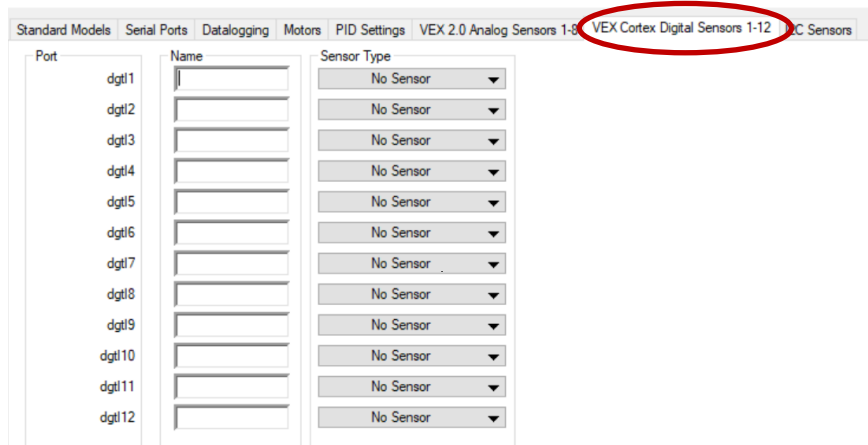 Standard Models Serial Ports Datalogging Motors PID Settings VEX 2.0 Analog Sensors 1-8 VEX Cortex Digital Sensors 1-12 Sensors
Port Name Sensor Type
dgtl1 No Sensor
dgtl2 No Sensor
dgtl3 No Sensor
dgtl4 No Sensor
dgtl5 No Sensor
dgtl6 No Sensor
dgtl7 No Sensor
dgtl8 No Sensor
dgtl9 No Sensor
dgtl10 No Sensor
dgtl11 No Sensor
dgtl12 No Sensor